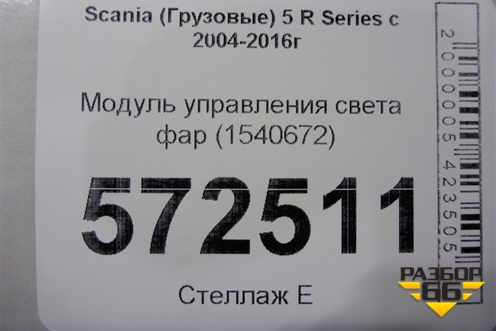 Scania (Грузовые) 5 R Series с
2004-2016г
Модуль управления света
фар (1540672)
572511
Стеллаж Е
2000005423505
РАЗБОР
66